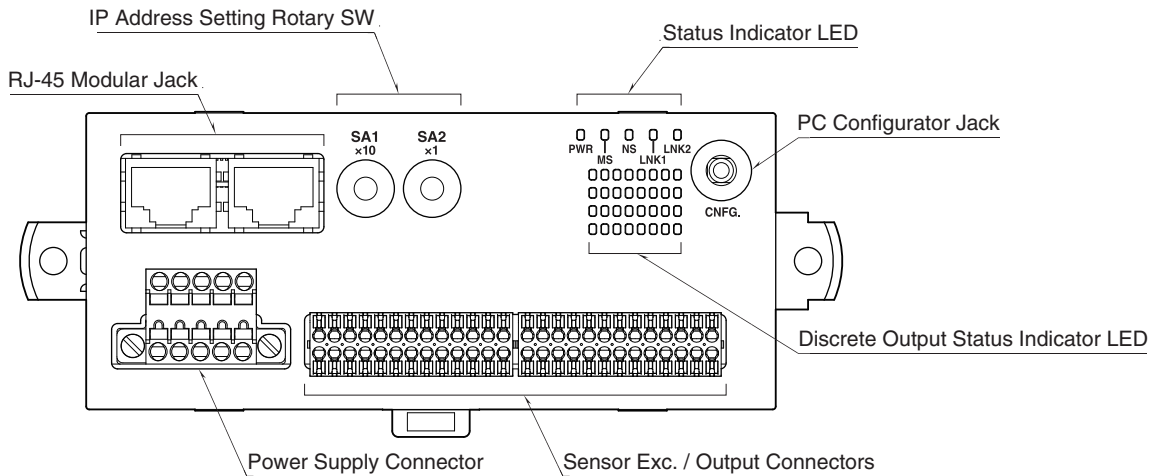 IP Address Setting Rotary SW
Status Indicator LED
RJ-45 Modular Jack
PC Configurator Jack
SA1
×10
SA2
×1
PWR
MS
NS
LNK1
LNK2
CNFG.
Discrete Output Status Indicator LED
Power Supply Connector
Sensor Exc. / Output Connectors